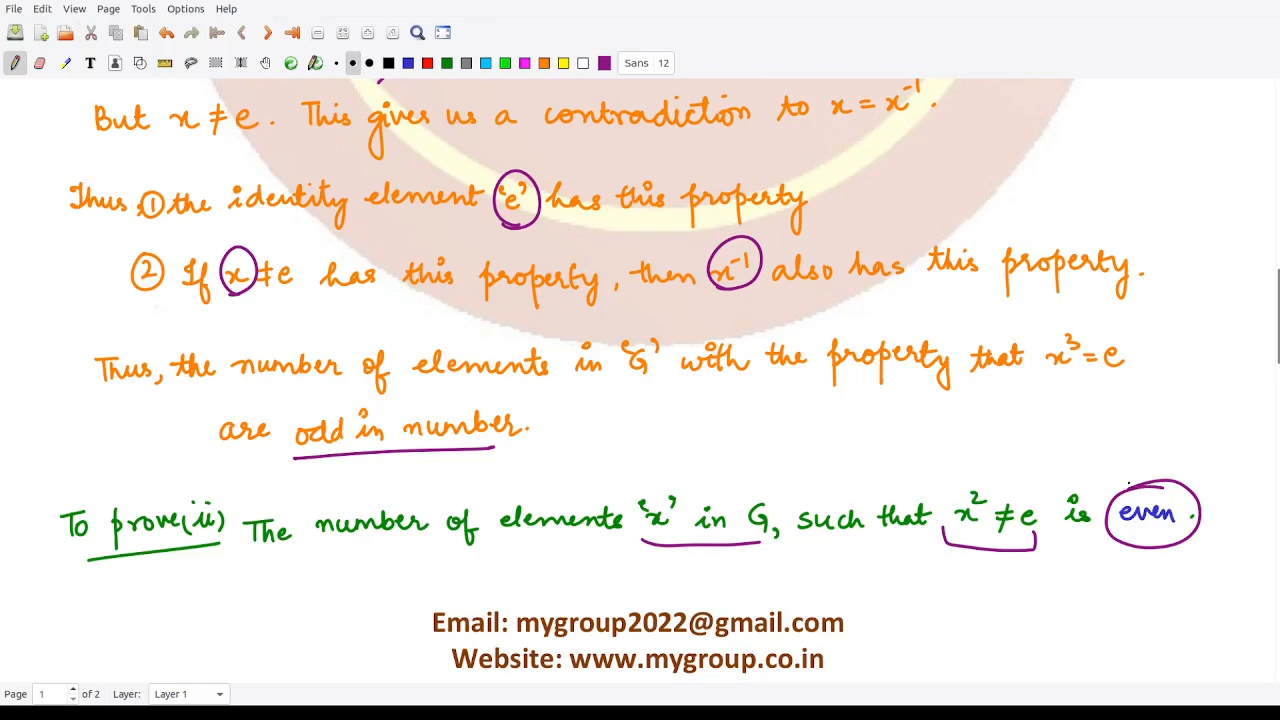 File Edit View Page Tools Options Help
Sans 12
But x ≠ e. This gives us a contradiction to x = x⁻¹.
Thus ① the identity element 'e' has this property
② If x ≠ e has this property, then x⁻¹ also has this property.
Thus, the number of elements in 'G' with the property that x³ = e
are odd in number.
To prove (ii) The number of elements 'x' in G, such that x² ≠ e is even.
Email: mygroup2022@gmail.com
Website: www.mygroup.co.in
Page 1 of 2 Layer: Layer 1